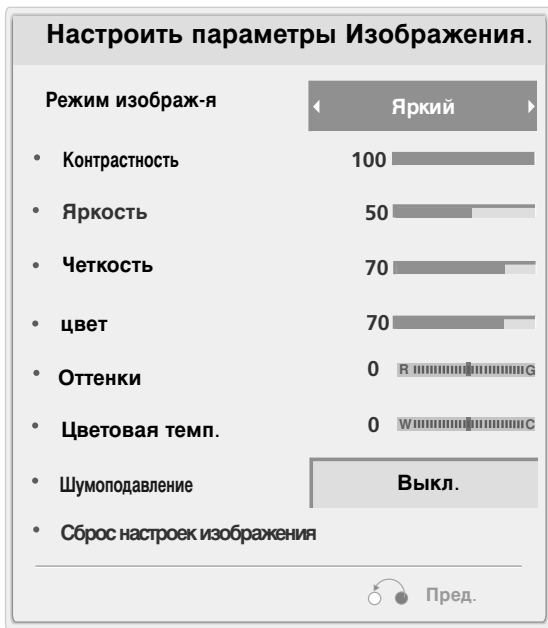 Настроить параметры Изображения.
Режим изображ-я Яркий
• Контрастность 100
• Яркость 50
• Четкость 70
• цвет 70
• Оттенки 0 R G
• Цветовая темп. 0 W C
• Шумоподавление Выкл.
• Сброс настроек изображения
Пред.